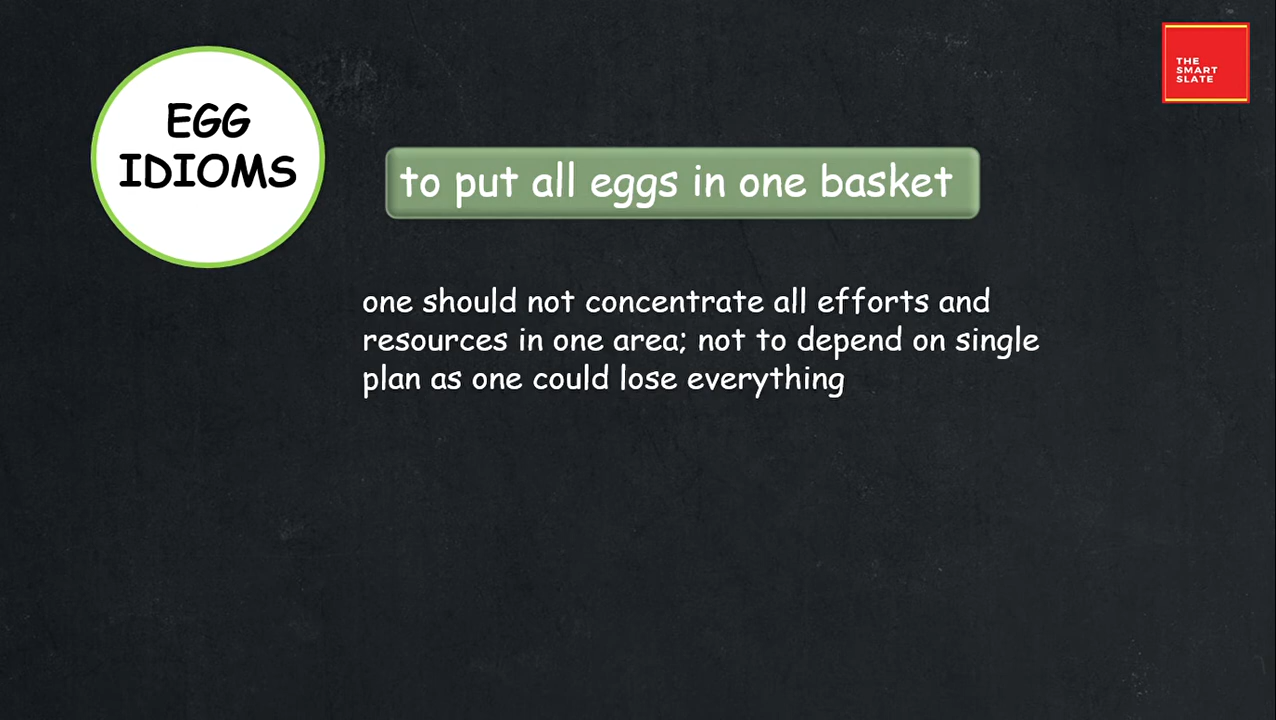 EGG
IDIOMS
THE
SMART
SLATE
to put all eggs in one basket
one should not concentrate all efforts and
resources in one area; not to depend on single
plan as one could lose everything